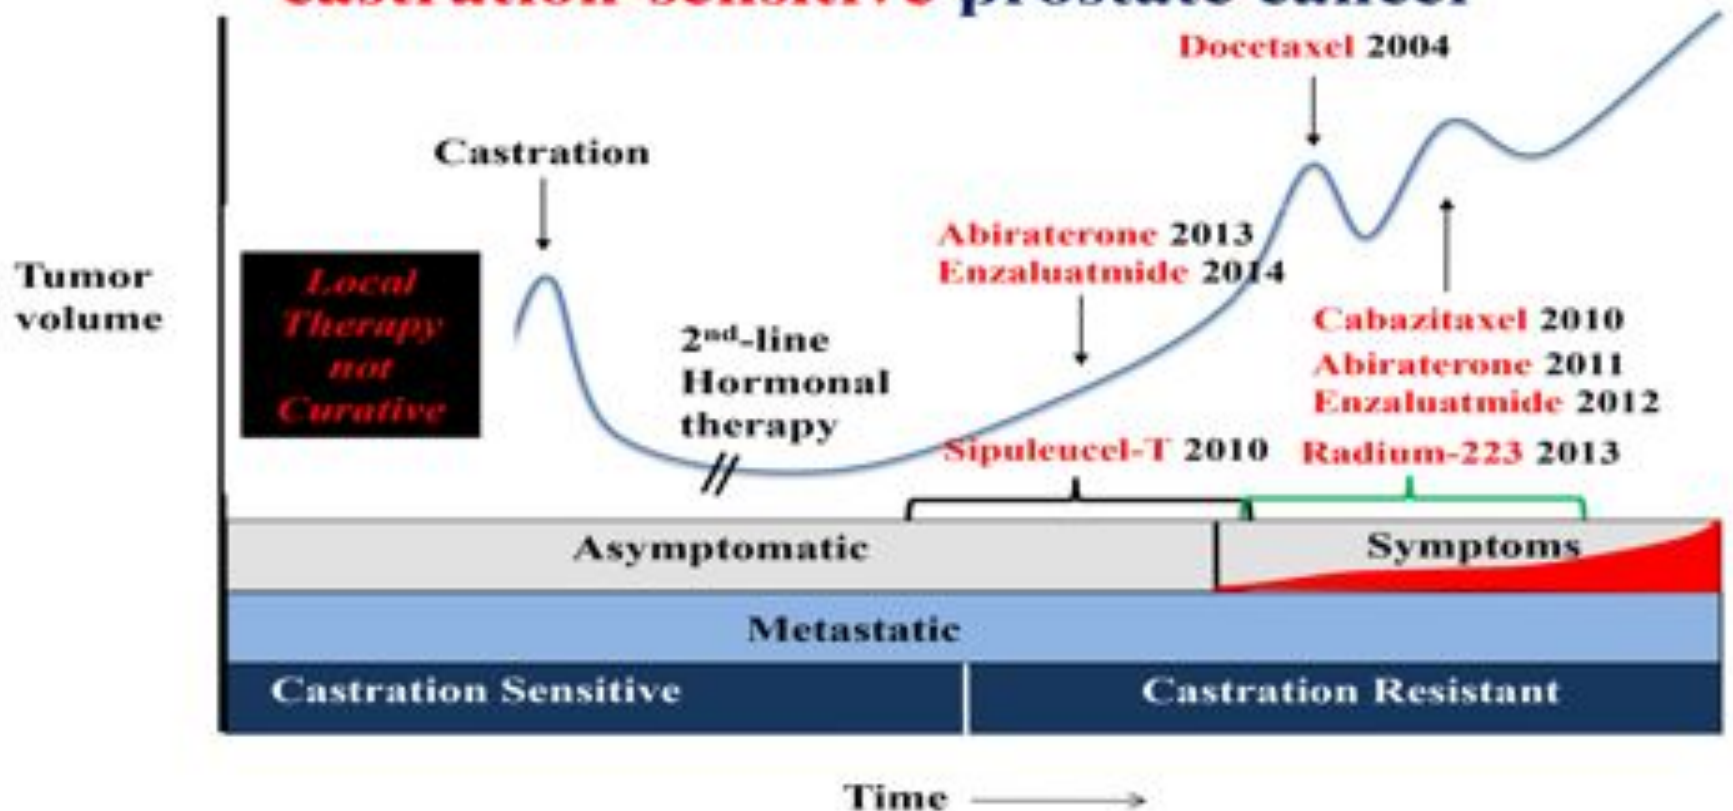 castration-sensitive prostate cancer
Docetaxel 2004
Castration
Abiraterone 2013
Enzaluatmide 2014
Tumor
volume
Local
Therapy
not
Curative
2nd-line
Hormonal
therapy
Cabazitaxel 2010
Abiraterone 2011
Enzaluatmide 2012
Sipuleucel-T 2010
Radium-223 2013
Asymptomatic
Symptoms
Metastatic
Castration Sensitive
Castration Resistant
Time